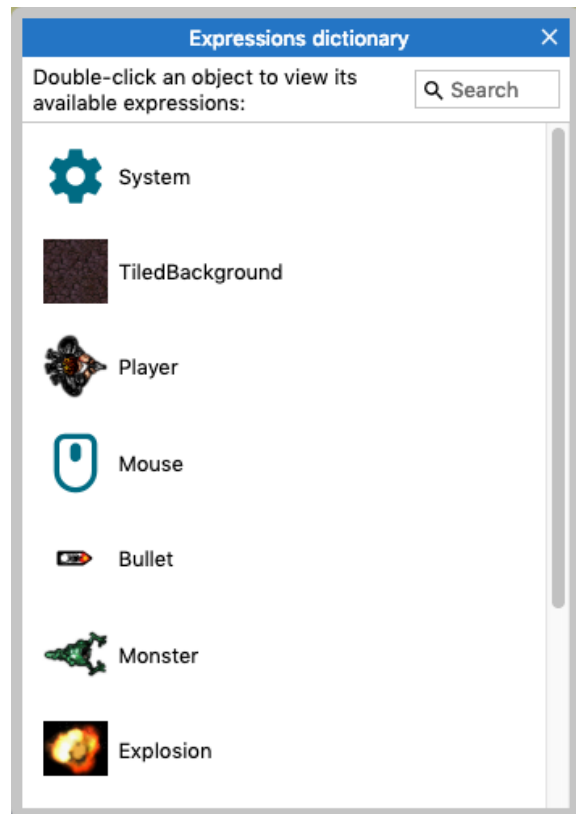 Expressions dictionary
Double-click an object to view its
available expressions:
Search
System
TiledBackground
Player
Mouse
Bullet
Monster
Explosion